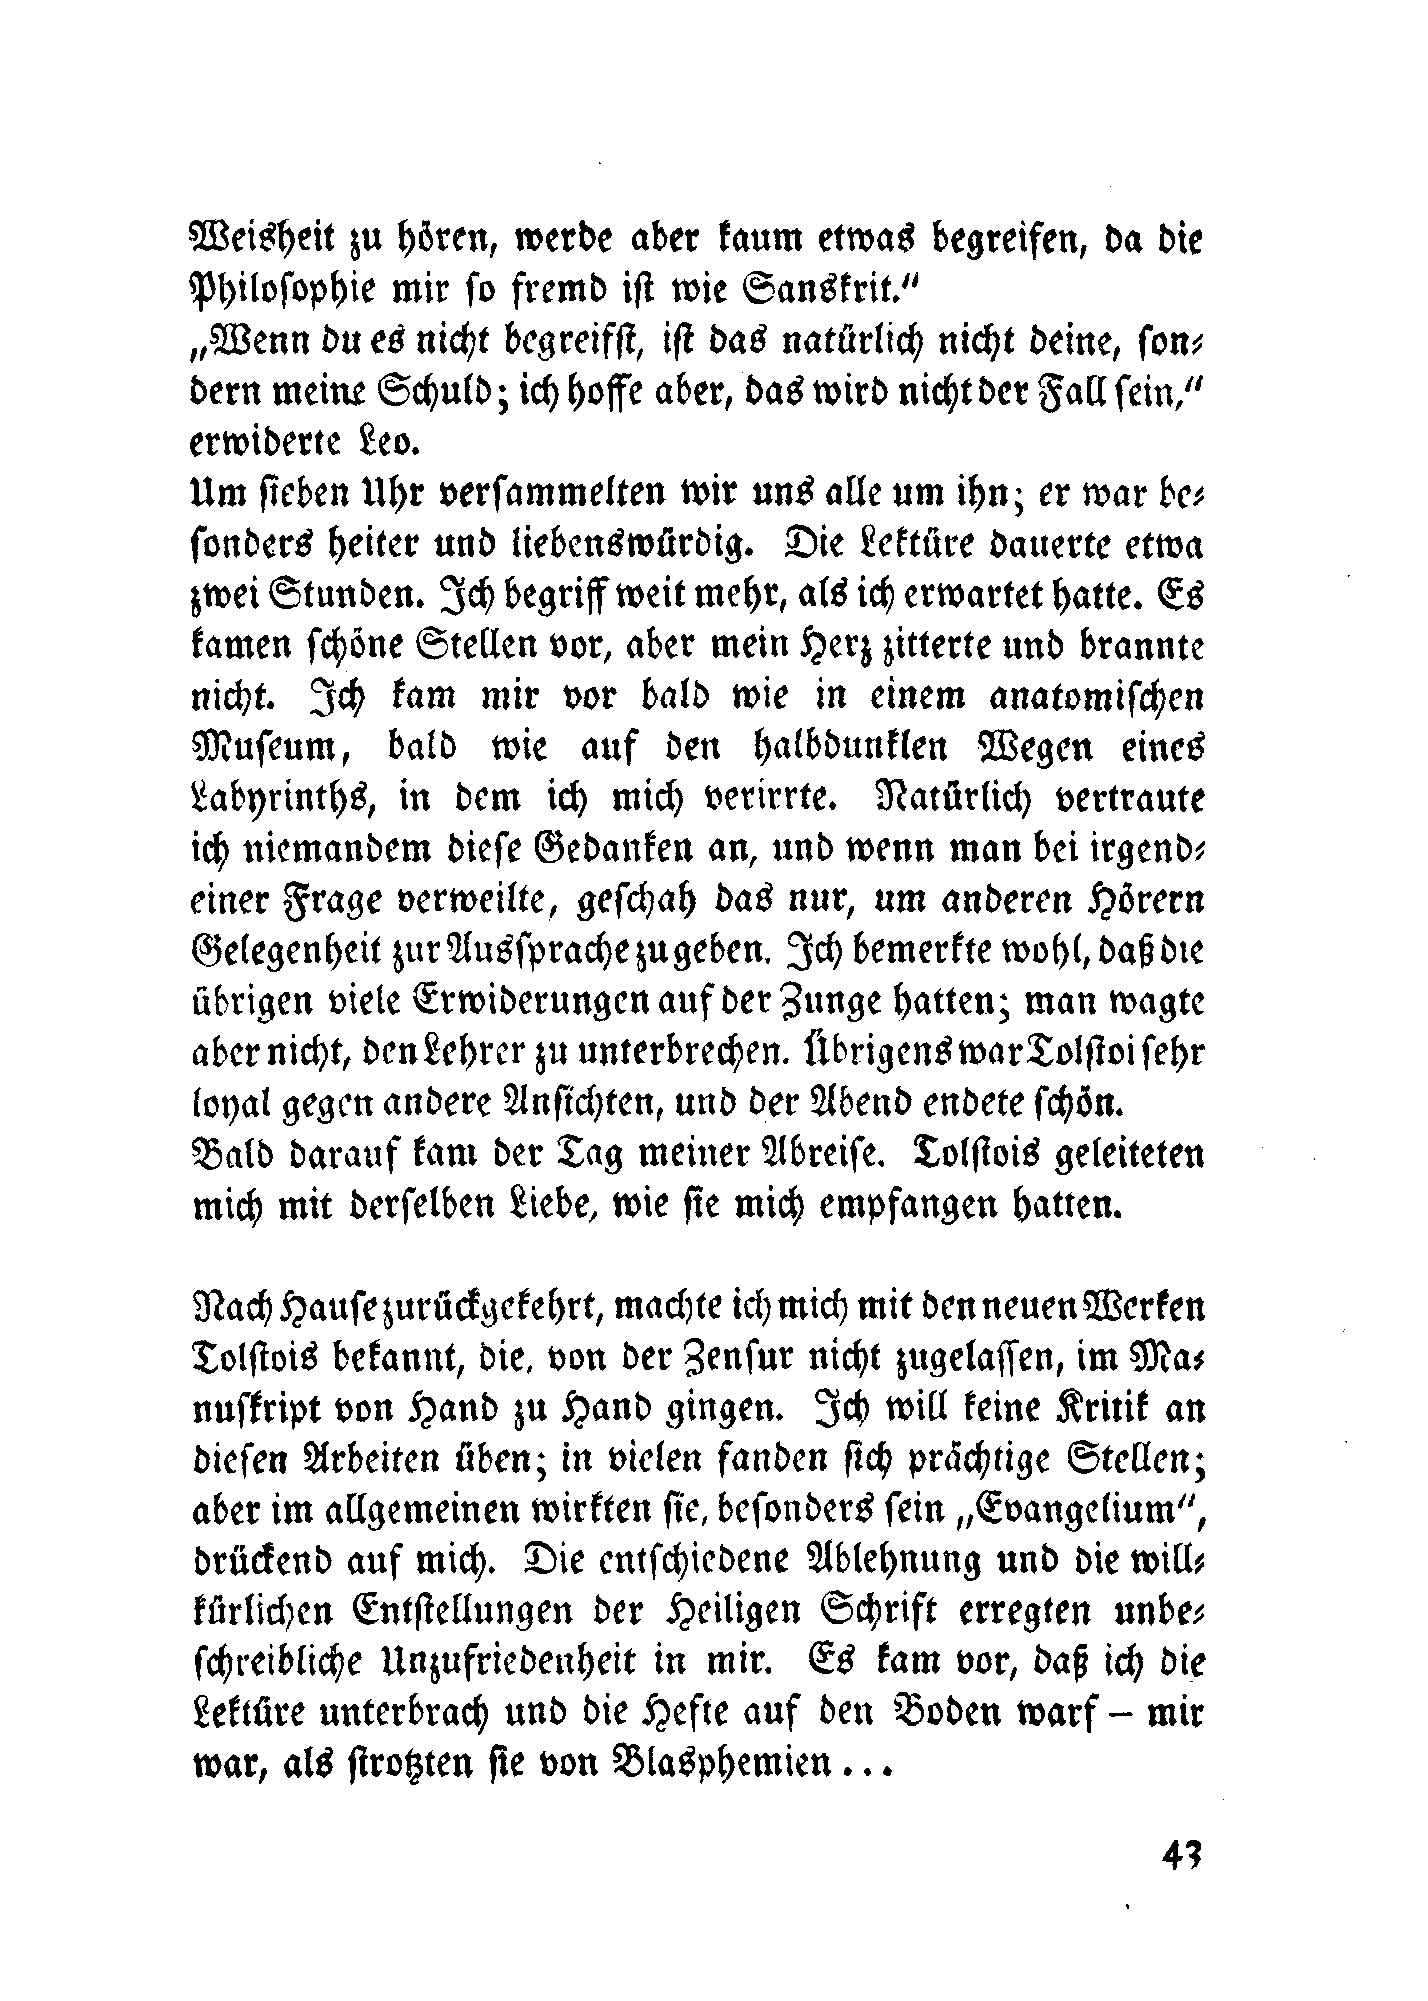 Weisheit zu hören, werde aber kaum etwas begreifen, da die
Philosophie mir so fremd ist wie Sanskrit.“
„Wenn du es nicht begreifst, ist das natürlich nicht deine, son-
dern meine Schuld; ich hoffe aber, das wird nicht der Fall sein,“
erwiderte Leo.
Um sieben Uhr versammelten wir uns alle um ihn; er war be-
sonders heiter und liebenswürdig. Die Lektüre dauerte etwa
zwei Stunden. Ich begriff weit mehr, als ich erwartet hatte. Es
kamen schöne Stellen vor, aber mein Herz zitterte und brannte
nicht. Ich kam mir vor bald wie in einem anatomischen
Museum, bald wie auf den halbdunklen Wegen eines
Labyrinths, in dem ich mich verirrte. Natürlich vertraute
ich niemandem diese Gedanken an, und wenn man bei irgend-
einer Frage verweilte, geschah das nur, um anderen Hörern
Gelegenheit zur Aussprache zu geben. Ich bemerkte wohl, daß die
übrigen viele Erwiderungen auf der Zunge hatten; man wagte
aber nicht, den Lehrer zu unterbrechen. Übrigens war Tolstoi sehr
loyal gegen andere Ansichten, und der Abend endete schön.
Bald darauf kam der Tag meiner Abreise. Tolstois geleiteten
mich mit derselben Liebe, wie sie mich empfangen hatten.
Nach Hause zurückgekehrt, machte ich mich mit den neuen Werken
Tolstois bekannt, die, von der Zensur nicht zugelassen, im Ma-
nuskript von Hand zu Hand gingen. Ich will keine Kritik an
diesen Arbeiten üben; in vielen fanden sich prächtige Stellen;
aber im allgemeinen wirkten sie, besonders sein „Evangelium“,
drückend auf mich. Die entschiedene Ablehnung und die will-
kürlichen Entstellungen der Heiligen Schrift erregten unbe-
schreibliche Unzufriedenheit in mir. Es kam vor, daß ich die
Lektüre unterbrach und die Hefte auf den Boden warf – mir
war, als strotzten sie von Blasphemien ...
43